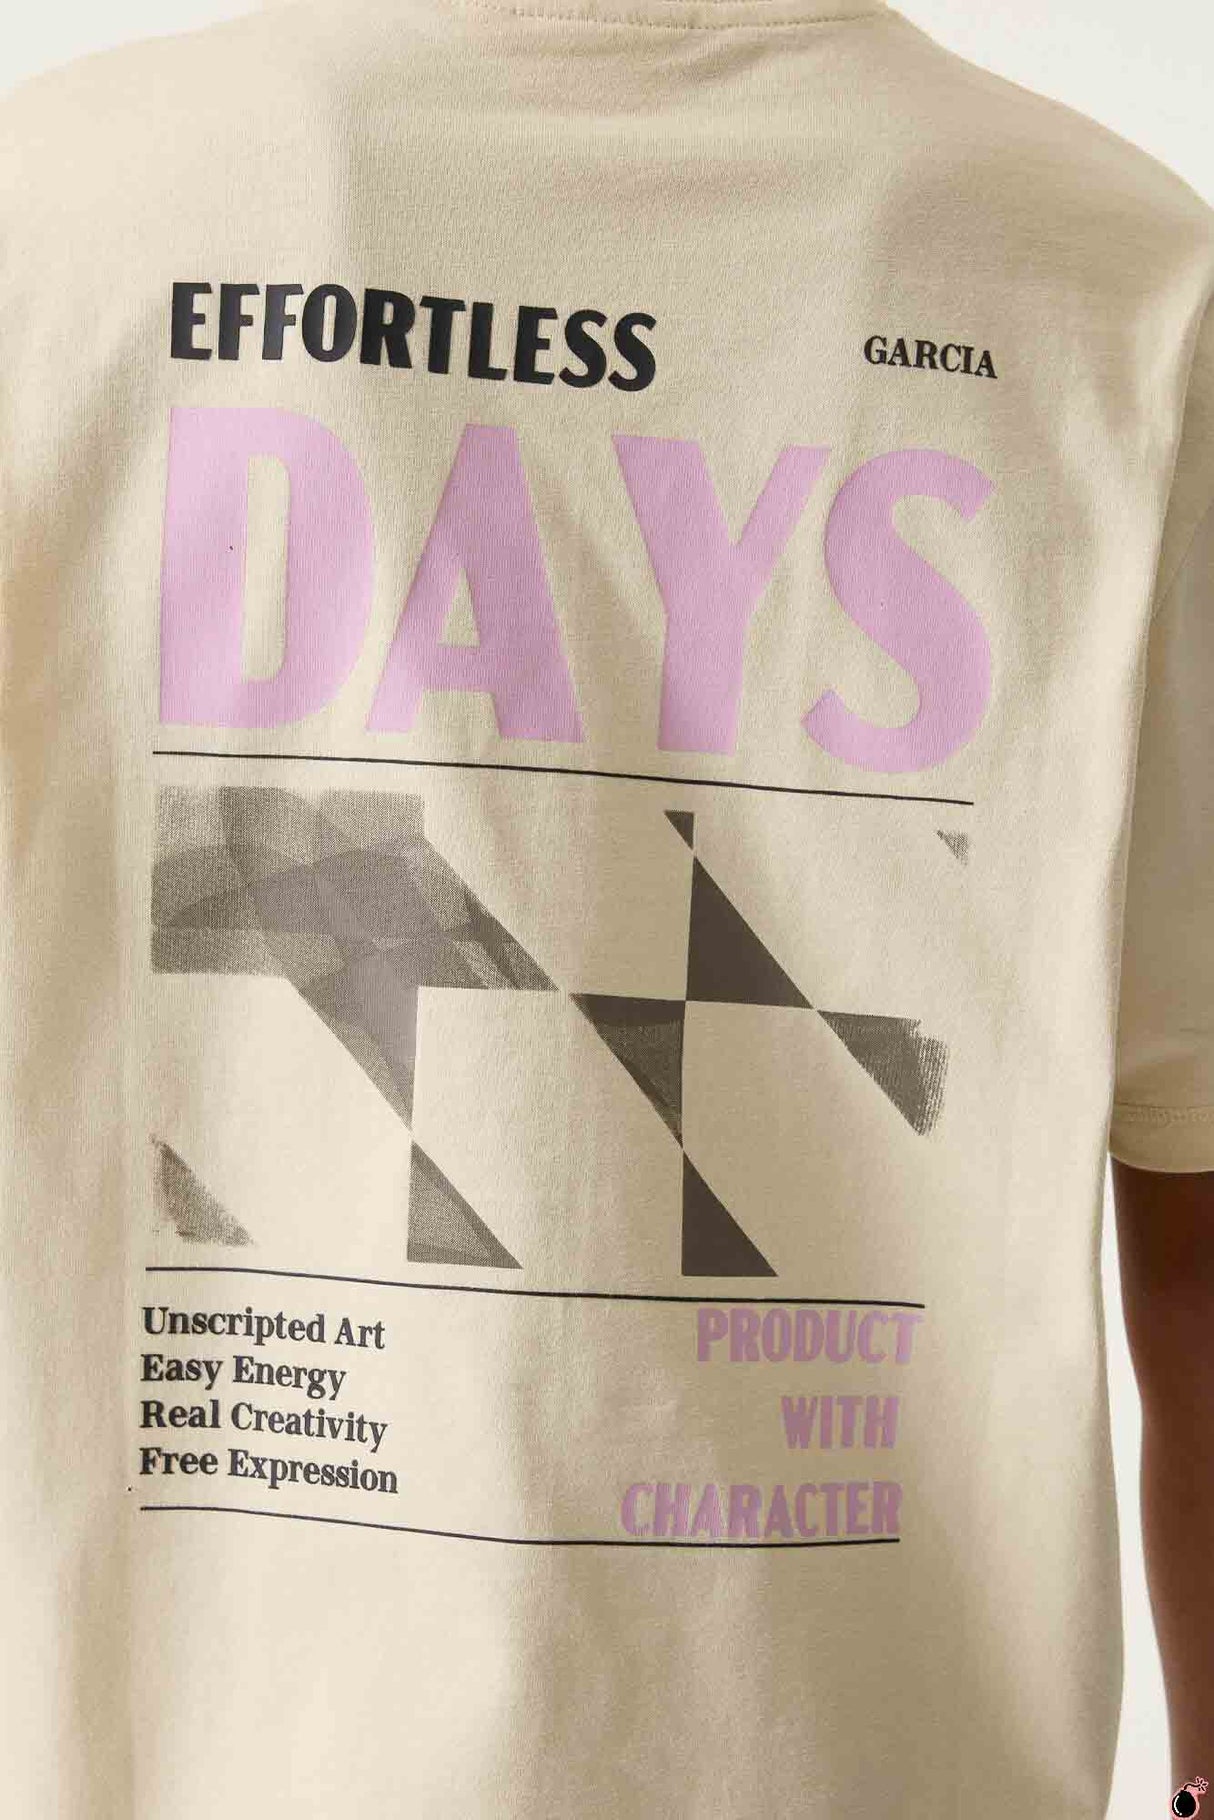 EFFORTLESS
GARCIA
DAYS
Unscripted Art
Easy Energy
Real Creativity
Free Expression
PRODUCT
WITH
CHARACTER